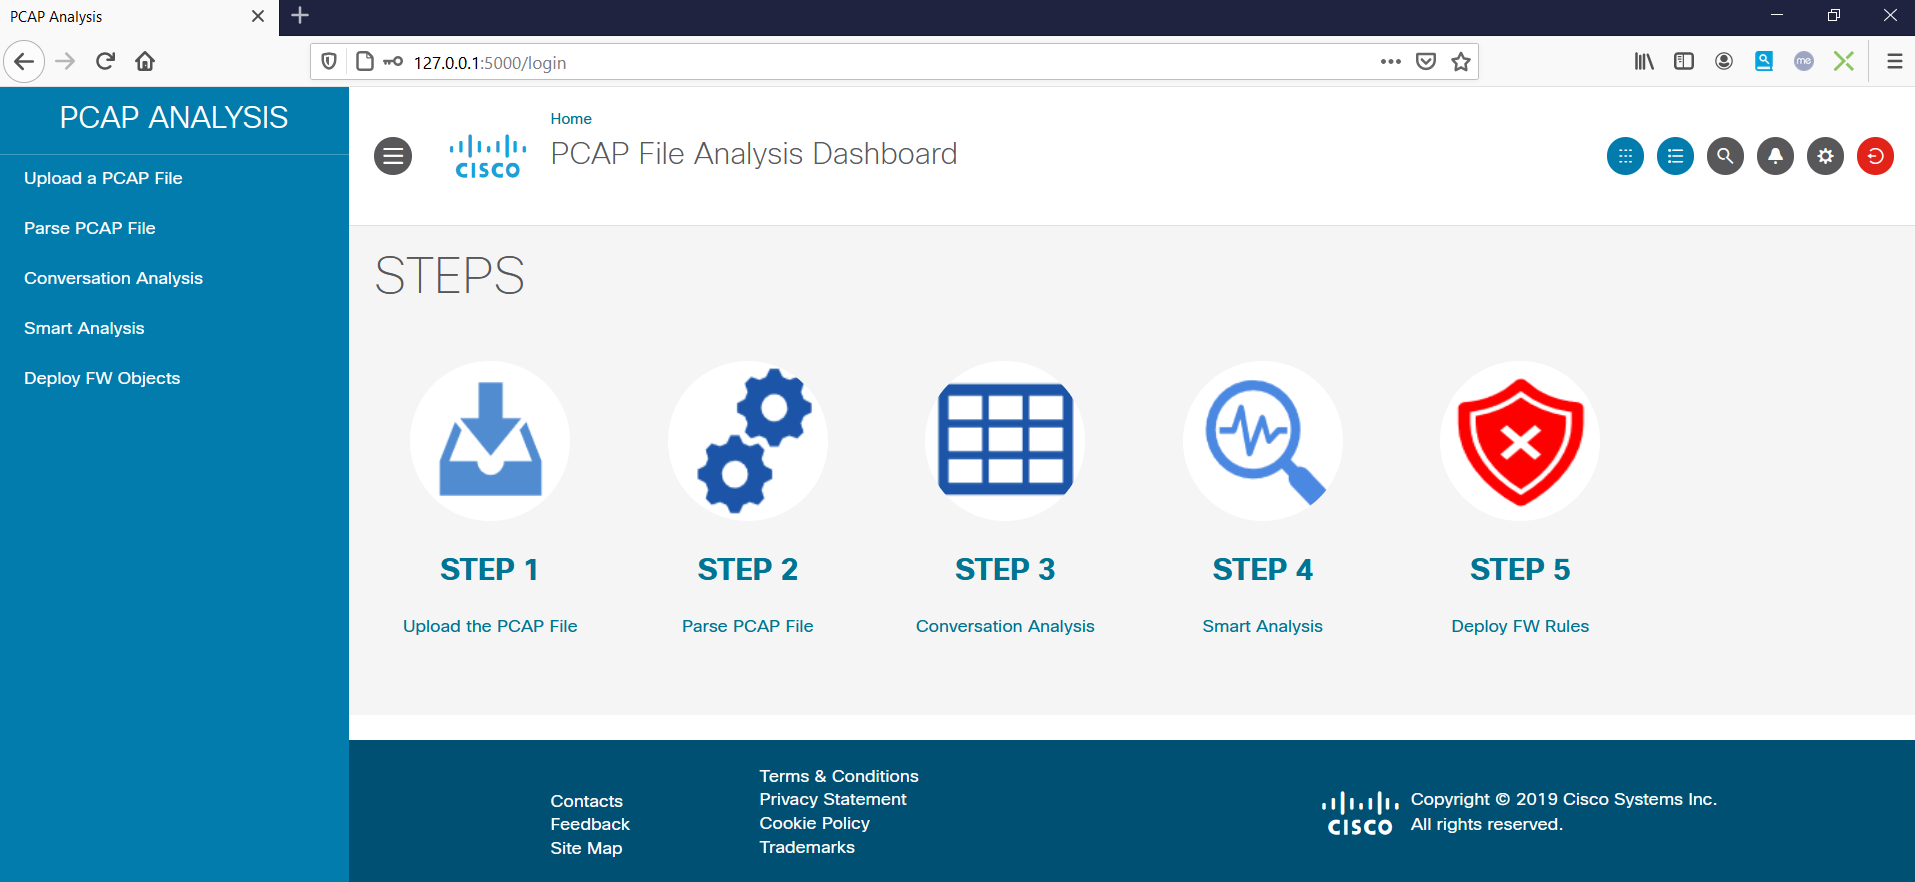 PCAP Analysis
127.0.0.1:5000/login
me
PCAP ANALYSIS
Upload a PCAP File
Parse PCAP File
Conversation Analysis
Smart Analysis
Deploy FW Objects
CISCO
Home
PCAP File Analysis Dashboard
STEPS
STEP 1
Upload the PCAP File
STEP 2
Parse PCAP File
STEP 3
Conversation Analysis
STEP 4
Smart Analysis
STEP 5
Deploy FW Rules
Contacts
Feedback
Site Map
Terms & Conditions
Privacy Statement
Cookie Policy
Trademarks
CISCO
Copyright © 2019 Cisco Systems Inc.
All rights reserved.